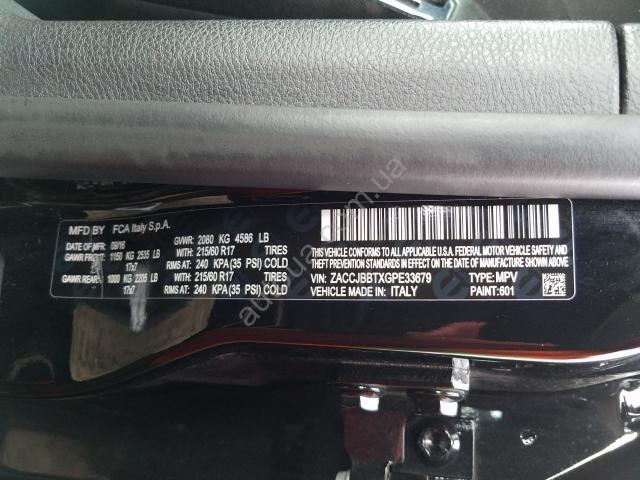 MFD BY FCA Italy S.p.A.
DATE OF MFR: 09/16 GVWR: 2080 KG 4586 LB
GAWR FRONT: 1150 KG 2535 LB WITH 215/60 R17 TIRES
17x7 RIMS AT 240 KPA (35 PSI) COLD
GAWR REAR: 1000 KG 2205 LB WITH 215/60 R17 TIRES
17x7 RIMS AT 240 KPA (35 PSI) COLD
THIS VEHICLE CONFORMS TO ALL APPLICABLE U.S.A. FEDERAL MOTOR VEHICLE
SAFETY, BUMPER, AND THEFT PREVENTION STANDARDS IN EFFECT ON THE DATE OF MANUFACTURE SHOWN ABOVE.
VIN: ZACCJBBTXGPE33679 TYPE: MPV
VEHICLE MADE IN: ITALY PAINT:601